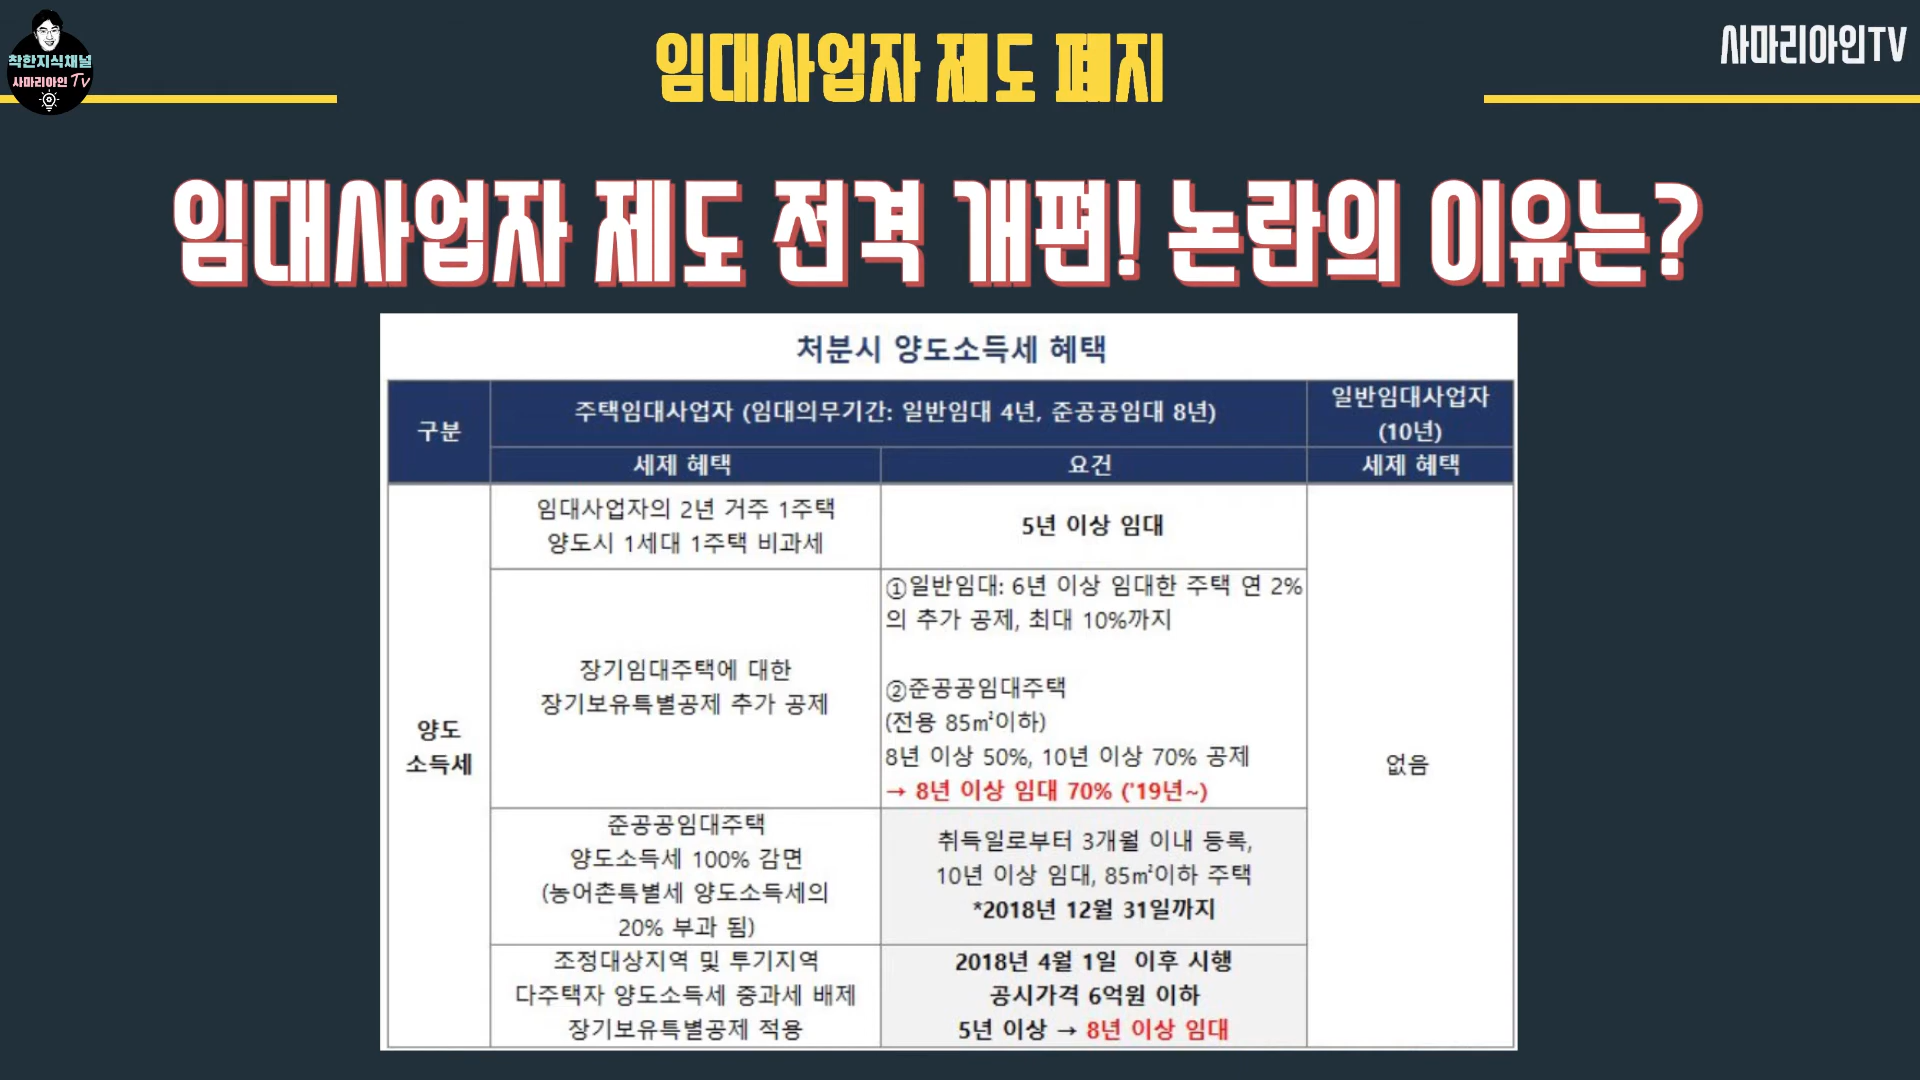 착한지식채널
사마리아인 TV
임대사업자 제도 폐지
사마리아인TV
임대사업자 제도 전격 개편! 논란의 이유는?
처분시 양도소득세 혜택
구분
주택임대사업자 (임대의무기간: 일반임대 4년, 준공공임대 8년)
일반임대사업자
(10년)
세제 혜택
요건
세제 혜택
양도
소득세
임대사업자의 2년 거주 1주택
양도시 1세대 1주택 비과세
5년 이상 임대
장기임대주택에 대한
장기보유특별공제 추가 공제
①일반임대: 6년 이상 임대한 주택 연 2%
의 추가 공제, 최대 10%까지
②준공공임대주택
(전용 85㎡이하)
8년 이상 50%, 10년 이상 70% 공제
→ 8년 이상 임대 70% ('19년~)
준공공임대주택
양도소득세 100% 감면
(농어촌특별세 양도소득세의
20% 부과 됨)
취득일로부터 3개월 이내 등록,
10년 이상 임대, 85㎡이하 주택
*2018년 12월 31일까지
조정대상지역 및 투기지역
다주택자 양도소득세 중과세 배제
장기보유특별공제 적용
2018년 4월 1일 이후 시행
공시가격 6억원 이하
5년 이상 → 8년 이상 임대
없음